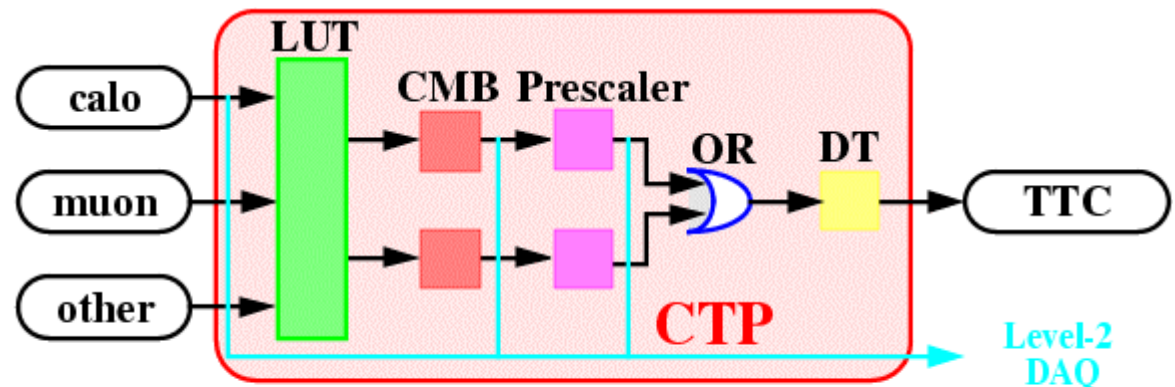 LUT
calo
CMB Prescaler
OR
DT
muon
TTC
other
CTP
Level-2
DAQ